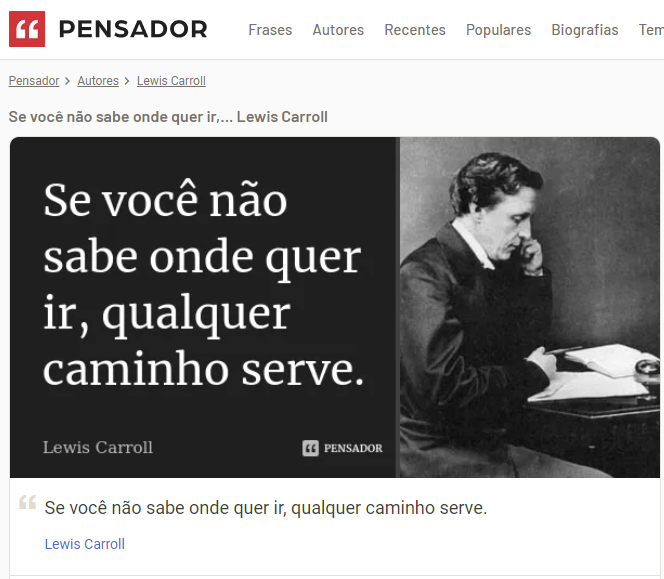 PENSADOR
Frases Autores Recentes Populares Biografias Tem
Pensador > Autores > Lewis Carroll
Se você não sabe onde quer ir,... Lewis Carroll
Se você não
sabe onde quer
ir, qualquer
caminho serve.
Lewis Carroll
PENSADOR
Se você não sabe onde quer ir, qualquer caminho serve.
Lewis Carroll